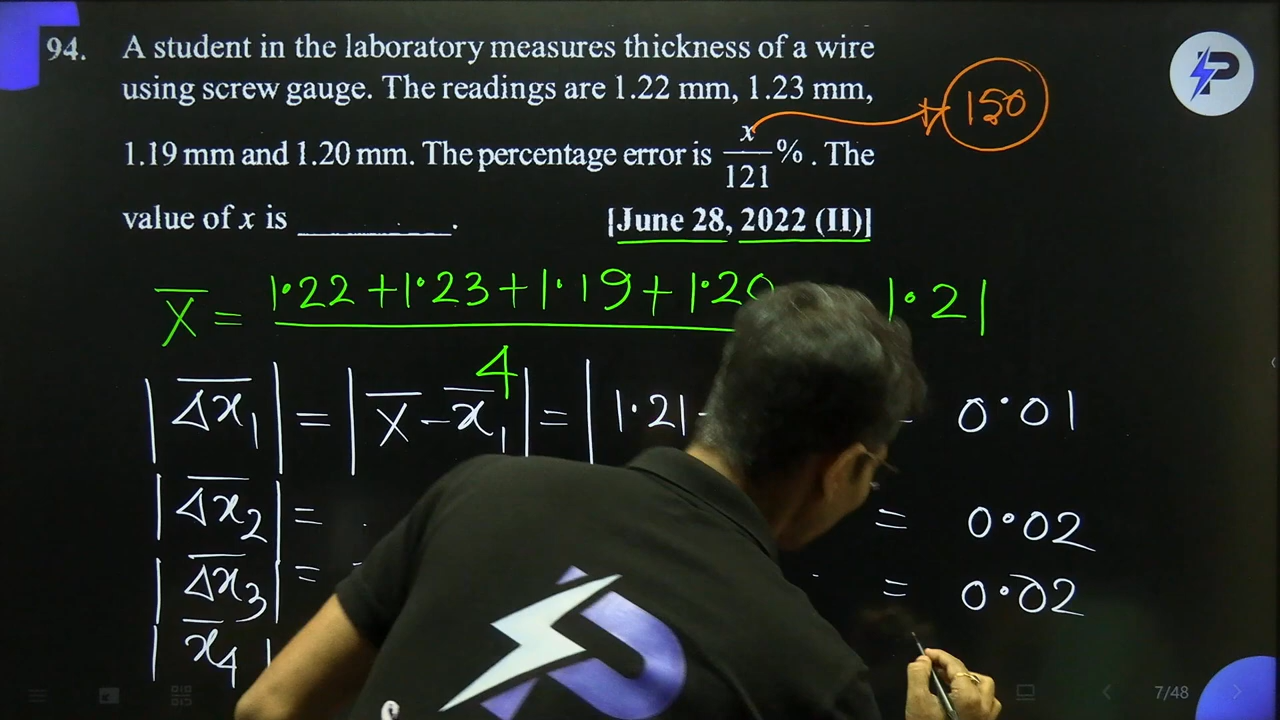 94. A student in the laboratory measures thickness of a wire
using screw gauge. The readings are 1.22 mm, 1.23 mm,
1.19 mm and 1.20 mm. The percentage error is x/121 %. The
value of x is ________. [June 28, 2022 (II)]
150
X̅ = 1.22 + 1.23 + 1.19 + 1.20 / 4 1.21
|Δx̅₁| = |X̅ - x̅₁| = |1.21- - 0.01
|Δx̅₂| = . = 0.02
|Δx̅₃| = - = 0.02
|x̅₄|
7/48